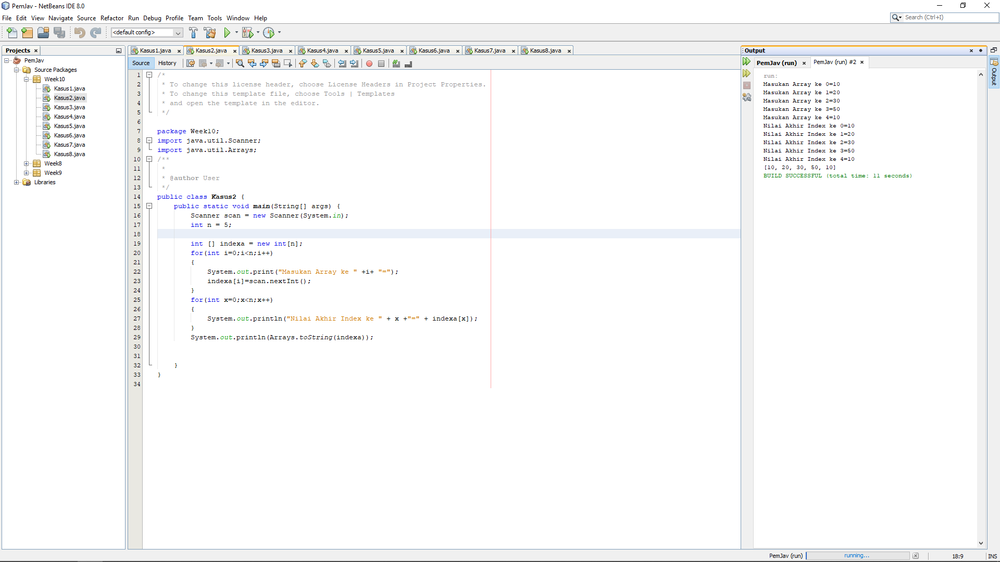 PemJav - NetBeans IDE 8.0
File Edit View Navigate Source Refactor Run Debug Profile Team Tools Window Help
Search (Ctrl+I)
<default config>
Projects
PemJav
Source Packages
Week10
Kasus1.java
Kasus2.java
Kasus3.java
Kasus4.java
Kasus5.java
Kasus6.java
Kasus7.java
Kasus8.java
Week8
Week9
Libraries
Kasus1.java Kasus2.java Kasus3.java Kasus4.java Kasus5.java Kasus6.java Kasus7.java Kasus8.java
Source History
1 /*
2 * To change this license header, choose License Headers in Project Properties.
3 * To change this template file, choose Tools | Templates
4 * and open the template in the editor.
5 */
6
7 package Week10;
8 import java.util.Scanner;
9 import java.util.Arrays;
10 /**
11 *
12 * @author User
13 */
14 public class Kasus2 {
15 public static void main(String[] args) {
16 Scanner scan = new Scanner(System.in);
17 int n = 5;
18
19 int [] indexa = new int[n];
20 for(int i=0;i<n;i++)
21 {
22 System.out.print("Masukan Array ke " +i+ "=");
23 indexa[i]=scan.nextInt();
24 }
25 for(int x=0;x<n;x++)
26 {
27 System.out.println("Nilai Akhir Index ke " + x +"=" + indexa[x]);
28 }
29 System.out.println(Arrays.toString(indexa));
30
31
32 }
33 }
34
Output
PemJav (run) PemJav (run) #2
run:
Masukan Array ke 0=10
Masukan Array ke 1=20
Masukan Array ke 2=30
Masukan Array ke 3=50
Masukan Array ke 4=10
Nilai Akhir Index ke 0=10
Nilai Akhir Index ke 1=20
Nilai Akhir Index ke 2=30
Nilai Akhir Index ke 3=50
Nilai Akhir Index ke 4=10
[10, 20, 30, 50, 10]
BUILD SUCCESSFUL (total time: 11 seconds)
Output
PemJav (run) running... 18:9 INS